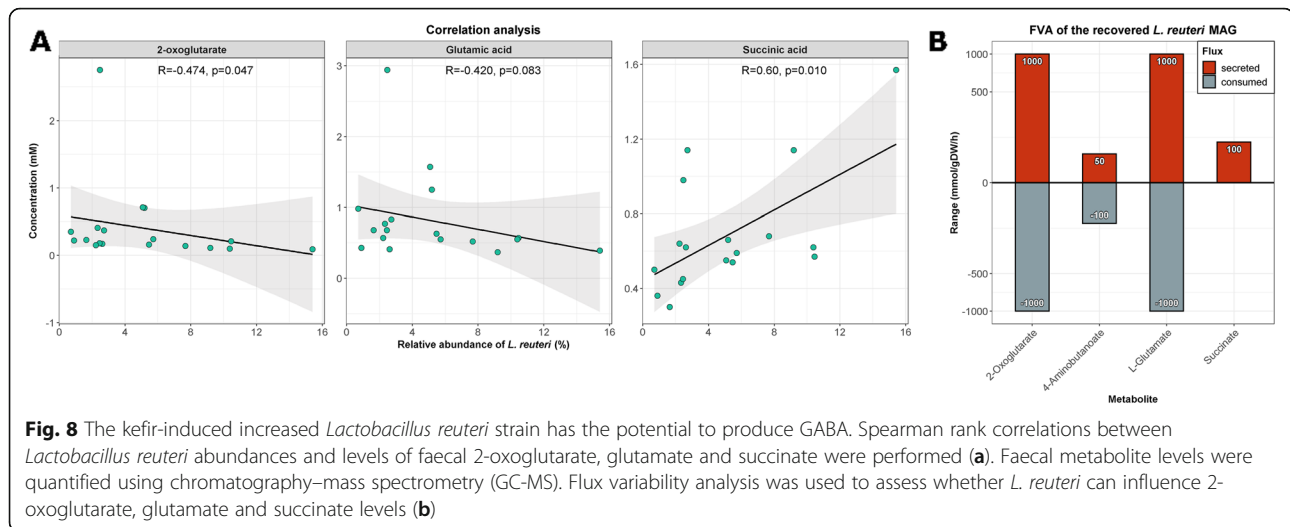 A
Correlation analysis
2-oxoglutarate
Glutamic acid
Succinic acid
R=-0.474, p=0.047
R=-0.420, p=0.083
R=0.60, p=0.010
Concentration (mM)
3
2
1
0
-1
3
2
1
0
1.6
1.2
0.8
0.4
0 4 8 12 16
0 4 8 12 16
0 4 8 12 16
Relative abundance of L. reuteri (%)
B
FVA of the recovered L. reuteri MAG
Flux
secreted
consumed
Range (mmol/gDW/h)
1000
500
0
-500
-1000
1000
50
1000
100
-1000
-100
-1000
2-Oxoglutarate
4-Aminobutanoate
L-Glutamate
Succinate
Metabolite
Fig. 8 The kefir-induced increased Lactobacillus reuteri strain has the potential to produce GABA. Spearman rank correlations between
Lactobacillus reuteri abundances and levels of faecal 2-oxoglutarate, glutamate and succinate were performed (a). Faecal metabolite levels were
quantified using chromatography–mass spectrometry (GC-MS). Flux variability analysis was used to assess whether L. reuteri can influence 2-
oxoglutarate, glutamate and succinate levels (b)